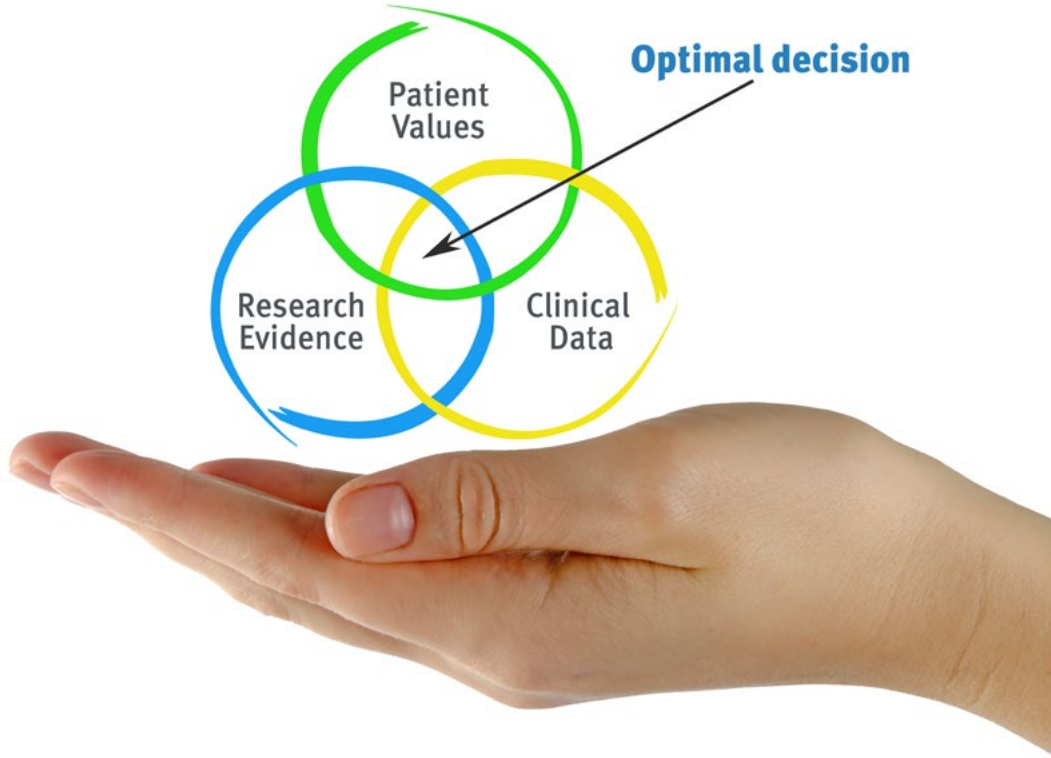 Optimal decision
Patient
Values
Research
Evidence
Clinical
Data